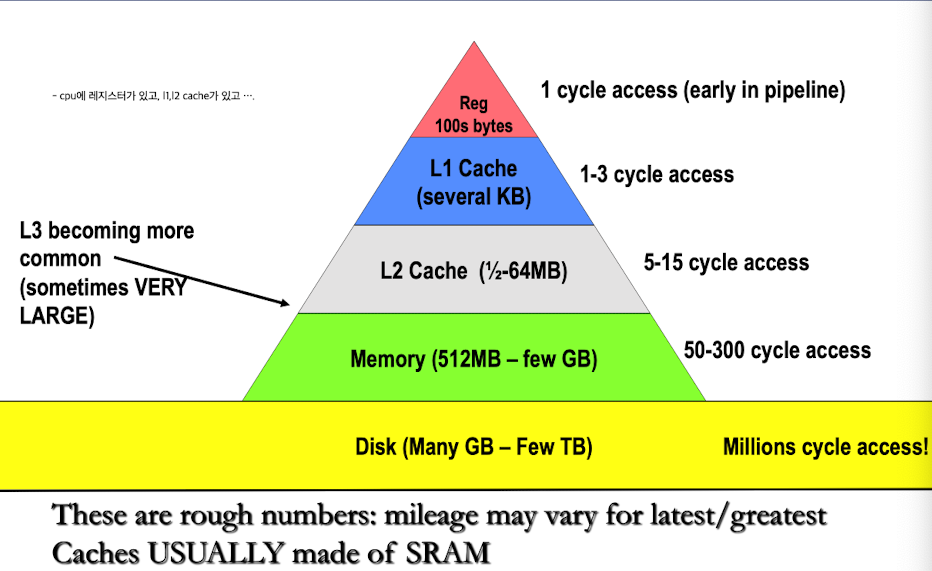 - cpu에 레지스터가 있고, l1,l2 cache가 있고 ….
Reg
100s bytes
1 cycle access (early in pipeline)
L1 Cache
(several KB)
1-3 cycle access
L3 becoming more
common
(sometimes VERY
LARGE)
L2 Cache (½-64MB)
5-15 cycle access
Memory (512MB – few GB)
50-300 cycle access
Disk (Many GB – Few TB)
Millions cycle access!
These are rough numbers: mileage may vary for latest/greatest
Caches USUALLY made of SRAM